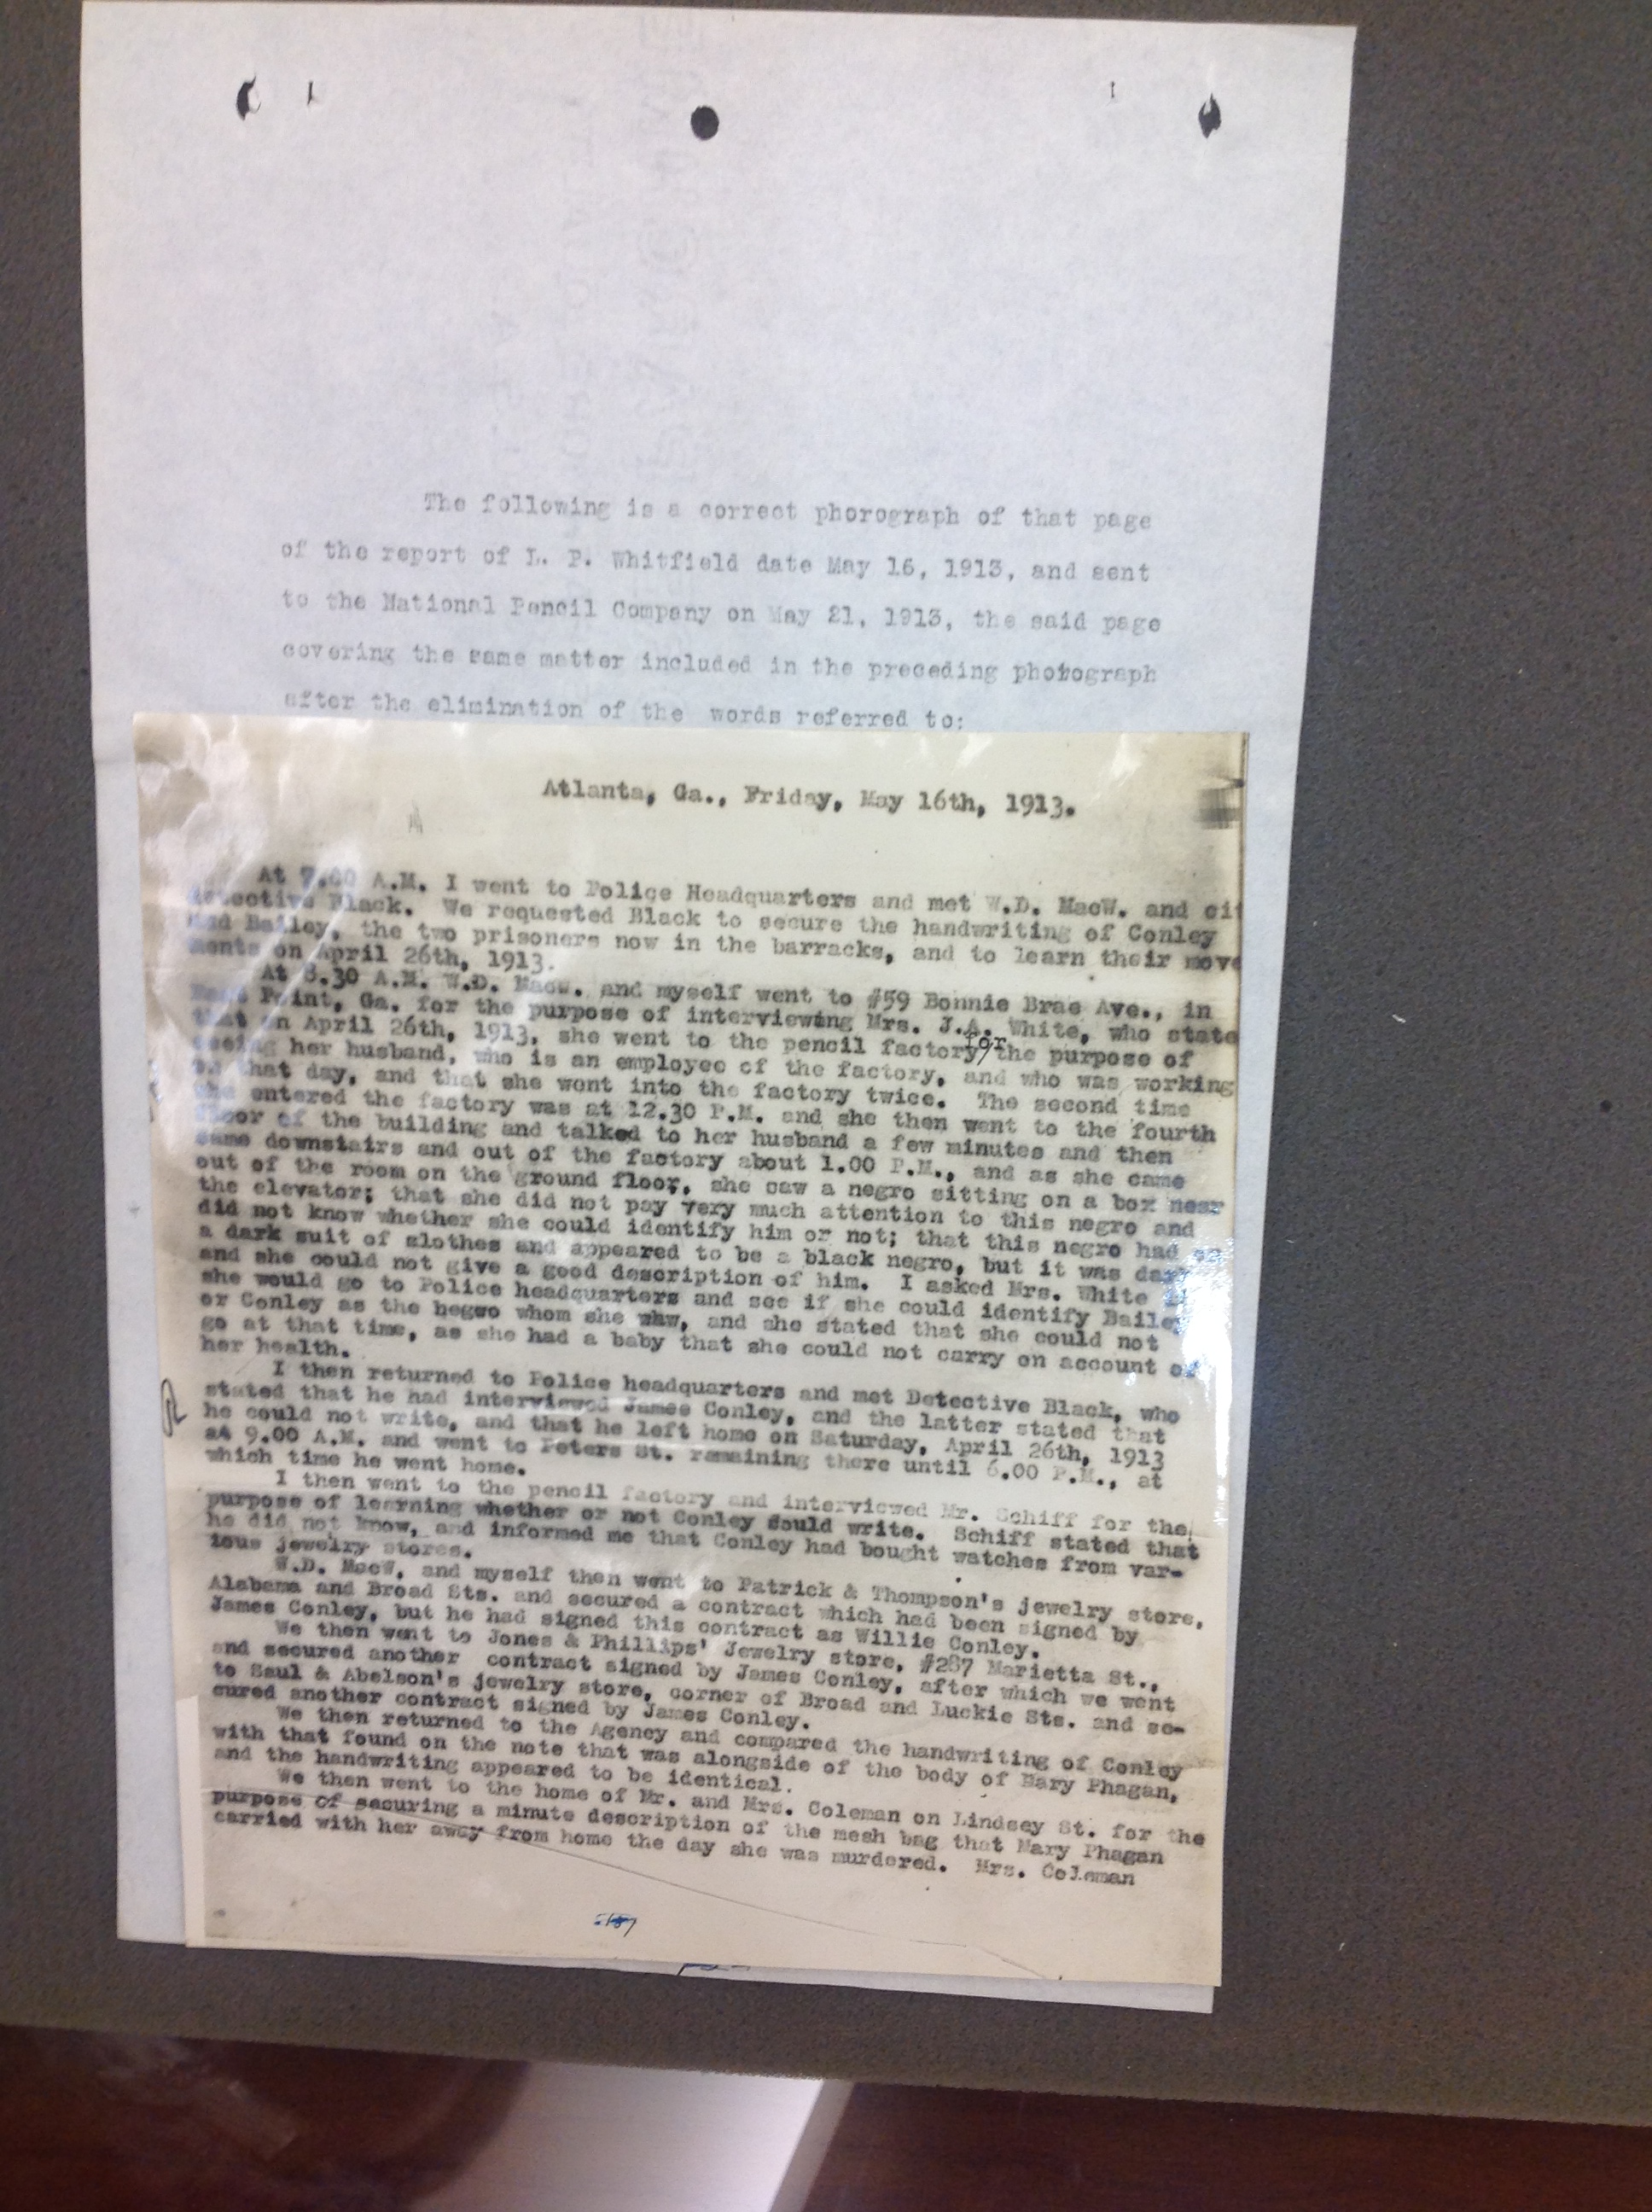 The following is a correct phorograph of that page
of the report of L. P. Whitfield date May 16, 1913, and sent
to the National Pencil Company on May 21, 1913, the said page
covering the same matter included in the preceding photograph
after the elimination of the words referred to:
Atlanta, Ga., Friday, May 16th, 1913.
At 7.00 A.M. I went to Police Headquarters and met W.D. MacW. and cit
detective Black. We requested Black to secure the handwriting of Conley
and Bailey, the two prisoners now in the barracks, and to learn their move
ments on April 26th, 1913.
At 8.30 A.M. W.D. MacW. and myself went to #59 Bonnie Brae Ave., in
Point, Ga. for the purpose of interviewing Mrs. J.A. White, who state
that on April 26th, 1913, she went to the pencil factory/the purpose of
for
seeing her husband, who is an employee of the factory, and who was working
on that day, and that she went into the factory twice. The second time
she entered the factory was at 12.30 P.M. and she then went to the fourth
floor of the building and talked to her husband a few minutes and then
came downstairs and out of the factory about 1.00 P.M., and as she came
out of the room on the ground floor, she saw a negro sitting on a box near
the elevator; that she did not pay very much attention to this negro and
did not know whether she could identify him or not; that this negro had on
a dark suit of clothes and appeared to be a black negro, but it was dark
and she could not give a good description of him. I asked Mrs. White if
she would go to Police headquarters and see if she could identify Bailey
or Conley as the negwo whom she waw, and she stated that she could not
go at that time, as she had a baby that she could not carry on account of
her health.
I then returned to Police headquarters and met Detective Black, who
stated that he had interviewed James Conley, and the latter stated that
he could not write, and that he left home on Saturday, April 26th, 1913
at 9.00 A.M. and went to Peters St. remaining there until 6.00 P.M., at
which time he went home.
I then went to the pencil factory and interviewed Mr. Schiff for the
purpose of learning whether or not Conley could write. Schiff stated that
he did not know, and informed me that Conley had bought watches from var-
ious jewelry stores.
W.D. MacW. and myself then went to Patrick & Thompson's jewelry store,
Alabama and Broad Sts. and secured a contract which had been signed by
James Conley, but he had signed this contract as Willie Conley.
We then went to Jones & Phillips' Jewelry store, #287 Marietta St.,
and secured another contract signed by James Conley, after which we went
to Saul & Abelson's jewelry store, corner of Broad and Luckie Sts. and se-
cured another contract signed by James Conley.
We then returned to the Agency and compared the handwriting of Conley
with that found on the note that was alongside of the body of Mary Phagan,
and the handwriting appeared to be identical.
We then went to the home of Mr. and Mrs. Coleman on Lindsey St. for the
purpose of securing a minute description of the mesh bag that Mary Phagan
carried with her away from home the day she was murdered. Mrs. Coleman